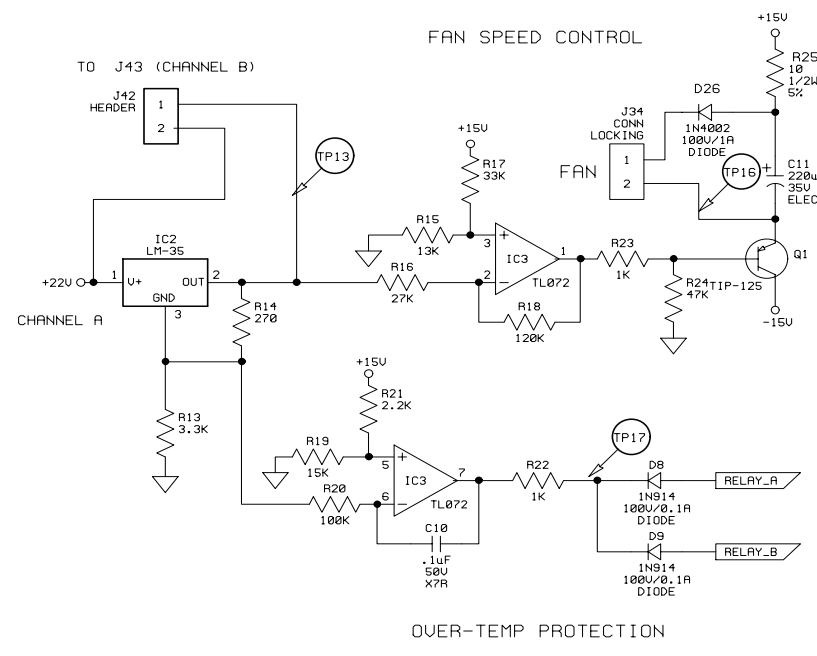 FAN SPEED CONTROL
+15V
R25
10
1/2W
5%
TO J43 (CHANNEL B)
J42
HEADER
1
2
D26
1N4002
100V/1A
DIODE
J34
CONN
LOCKING
1
2
FAN
TP16
+
C11
220u
35V
ELEC
TP13
+15V
R17
33K
R15
13K
3
+
IC3
1
TL072
2
-
R16
27K
R18
120K
R23
1K
R24
47K
TIP-125
Q1
-15V
IC2
LM-35
+22V
1
V+
OUT
2
GND
3
R14
270
CHANNEL A
R13
3.3K
+15V
R21
2.2K
R19
15K
5
+
IC3
7
TL072
6
-
R20
100K
C10
.1uF
50V
X7R
R22
1K
TP17
D8
1N914
100V/0.1A
DIODE
RELAY_A
D9
1N914
100V/0.1A
DIODE
RELAY_B
OVER-TEMP PROTECTION